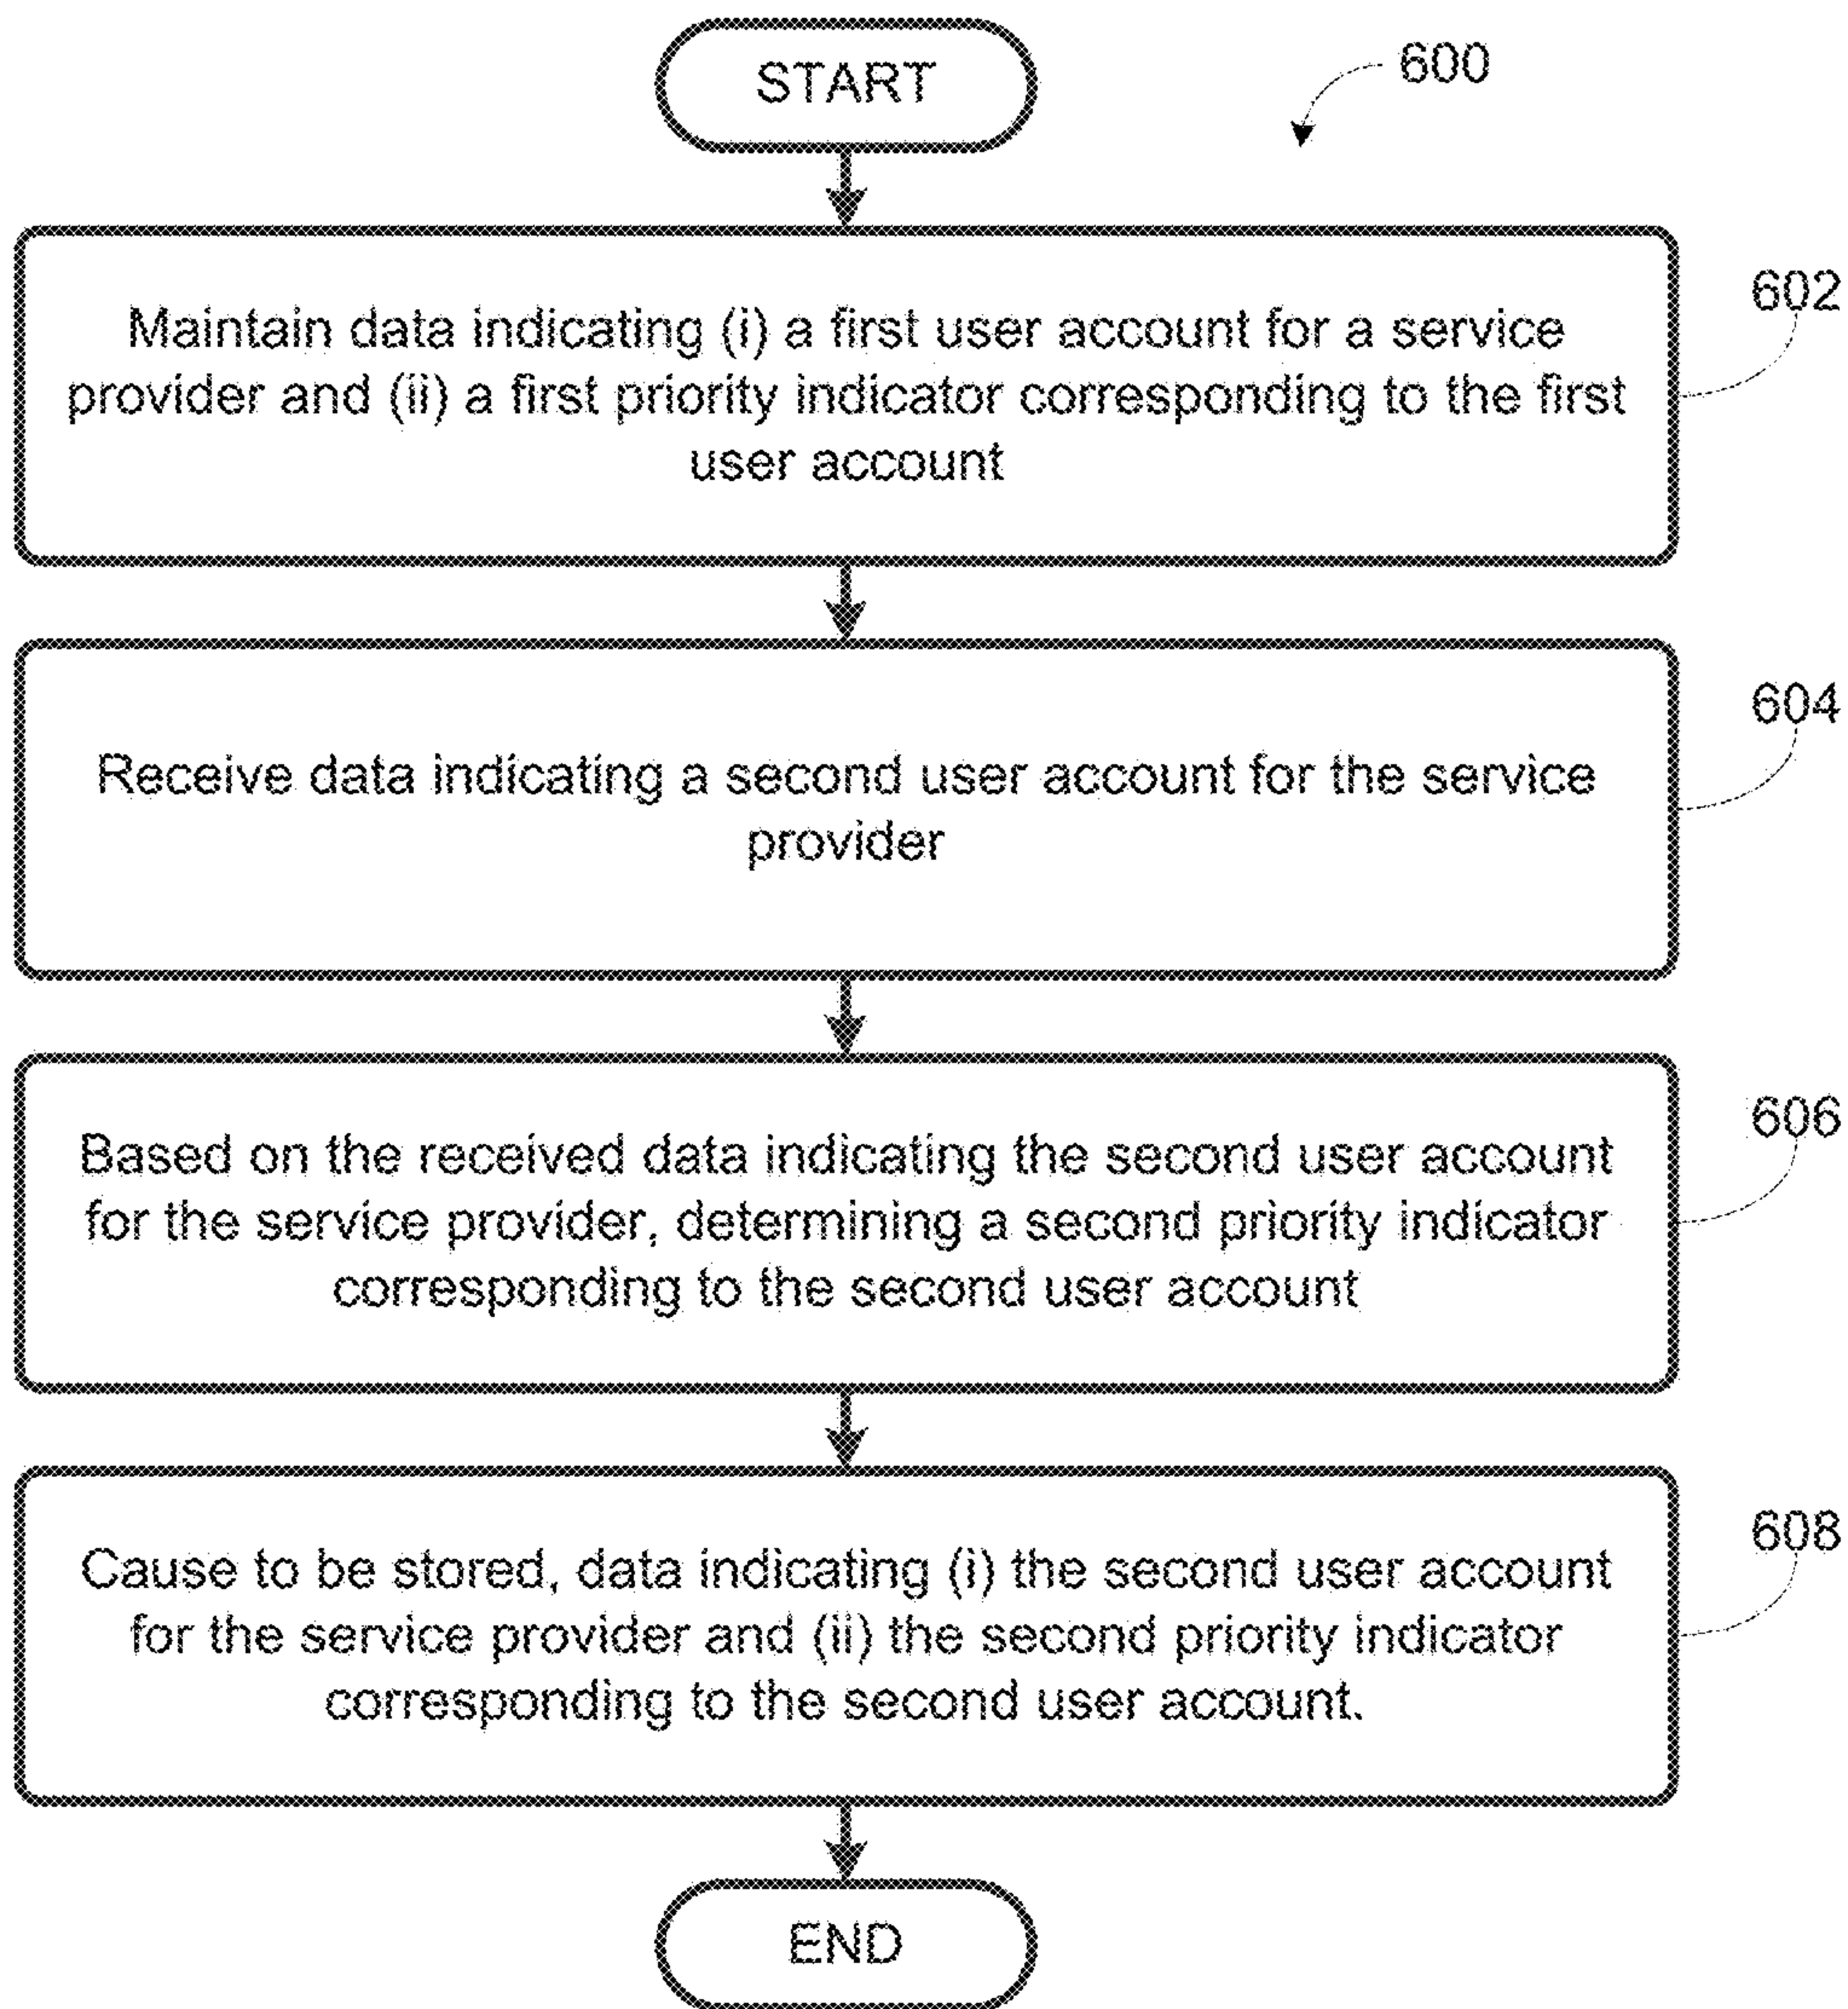 START
600
Maintain data indicating (i) a first user account for a service
provider and (ii) a first priority indicator corresponding to the first
user account
602
Receive data indicating a second user account for the service
provider
604
Based on the received data indicating the second user account
for the service provider, determining a second priority indicator
corresponding to the second user account
606
Cause to be stored, data indicating (i) the second user account
for the service provider and (ii) the second priority indicator
corresponding to the second user account.
608
END